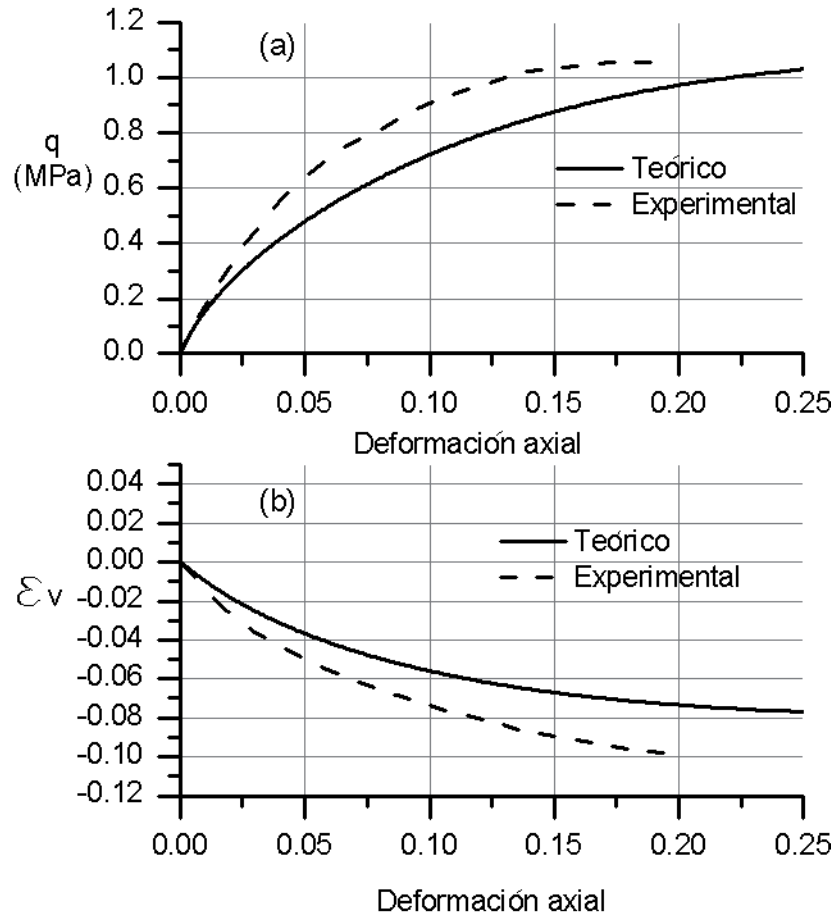 (a)
1.2
1.0
0.8
0.6
0.4
0.2
0.0
q
(MPa)
Teórico
Experimental
0.00 0.05 0.10 0.15 0.20 0.25
Deformación axial
(b)
0.04
0.02
0.00
-0.02
-0.04
-0.06
-0.08
-0.10
-0.12
εv
Teórico
Experimental
0.00 0.05 0.10 0.15 0.20 0.25
Deformación axial